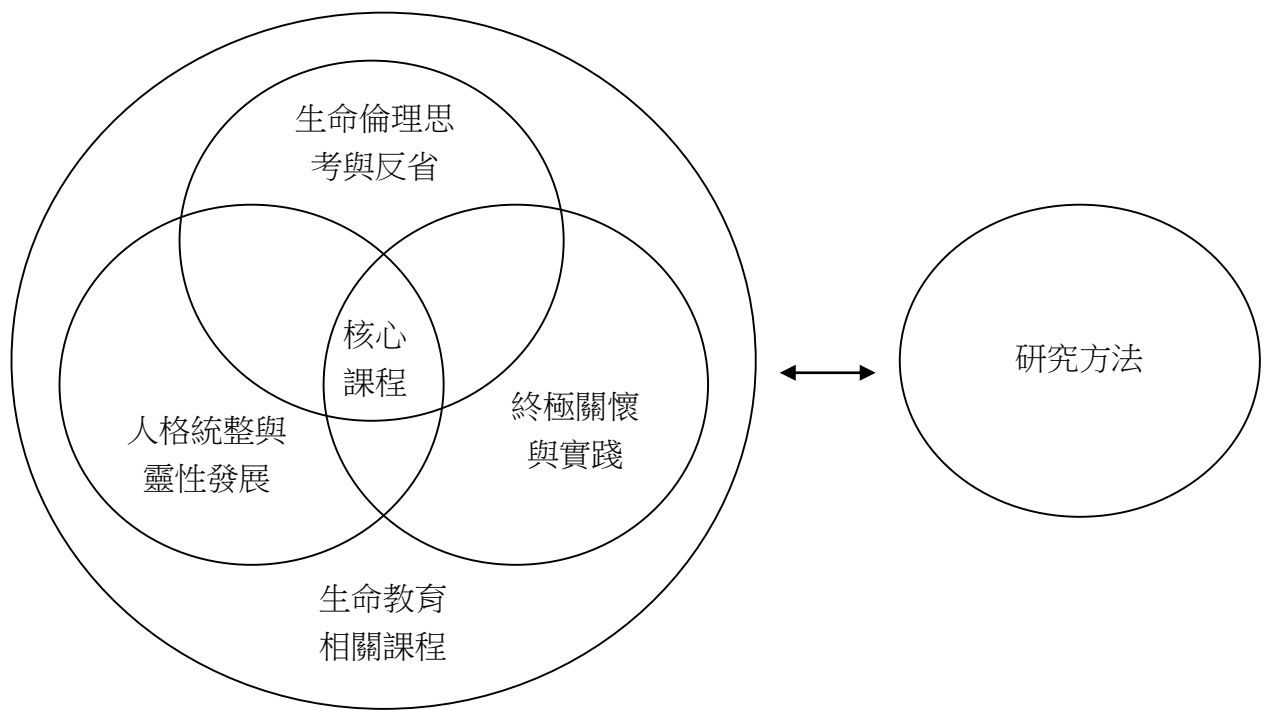 生命倫理思
考與反省
核心
課程
人格統整與
靈性發展
終極關懷
與實踐
生命教育
相關課程
研究方法